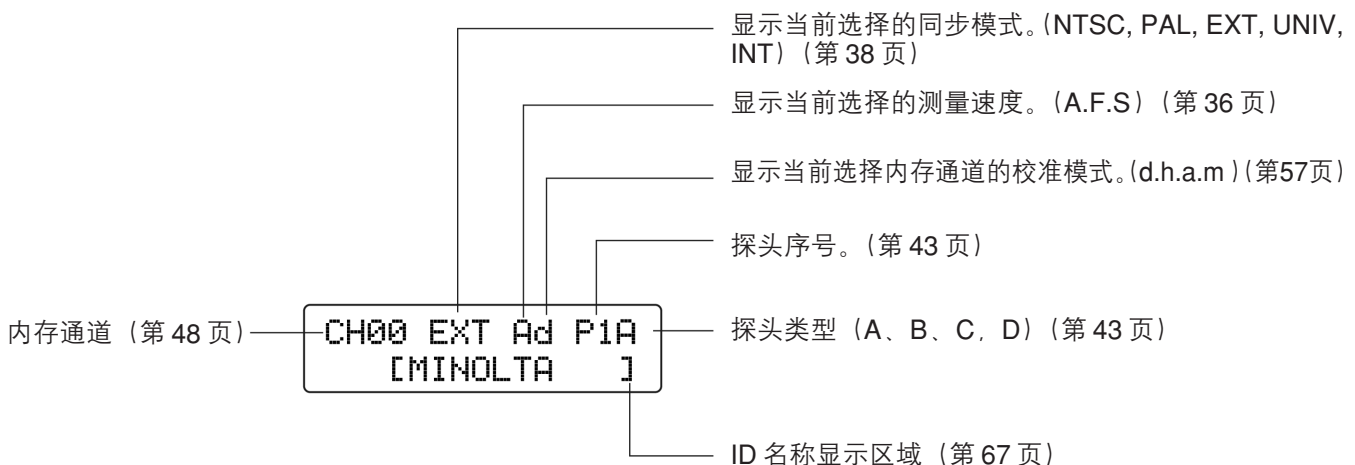 显示当前选择的同步模式。(NTSC, PAL, EXT, UNIV,
INT)(第 38 页)
显示当前选择的测量速度。(A.F.S)(第 36 页)
显示当前选择内存通道的校准模式。(d.h.a.m )(第57页)
探头序号。(第 43 页)
内存通道(第 48 页)
CH00 EXT Ad P1A
[MINOLTA ]
探头类型(A、B、C, D)(第 43 页)
ID 名称显示区域(第 67 页)